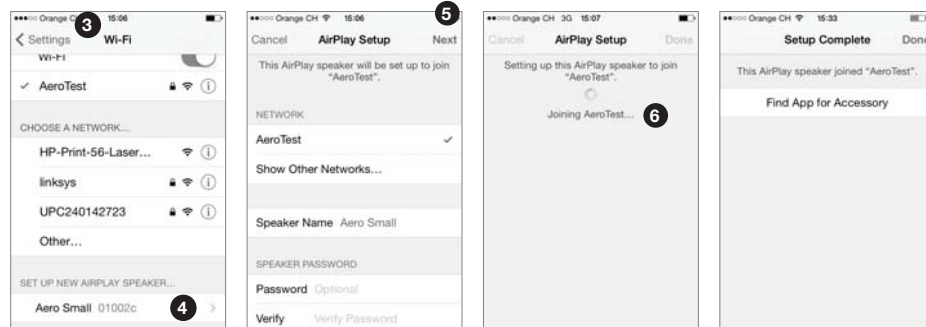 Orange CH 15:06
3
Settings Wi-Fi
Wi-Fi
AeroTest
CHOOSE A NETWORK...
HP-Print-56-Laser...
linksys
UPC240142723
Other...
SET UP NEW AIRPLAY SPEAKER...
Aero Small 01002c
4
Orange CH 15:06
5
Cancel AirPlay Setup Next
This AirPlay speaker will be set up to join
“AeroTest”.
NETWORK
AeroTest
Show Other Networks...
Speaker Name Aero Small
SPEAKER PASSWORD
Password Optional
Verify Verify Password
Orange CH 3G 15:07
Cancel AirPlay Setup Done
Setting up this AirPlay speaker to join
“AeroTest”.
Joining AeroTest...
6
Orange CH 15:33
Setup Complete Done
This AirPlay speaker joined “AeroTest”.
Find App for Accessory